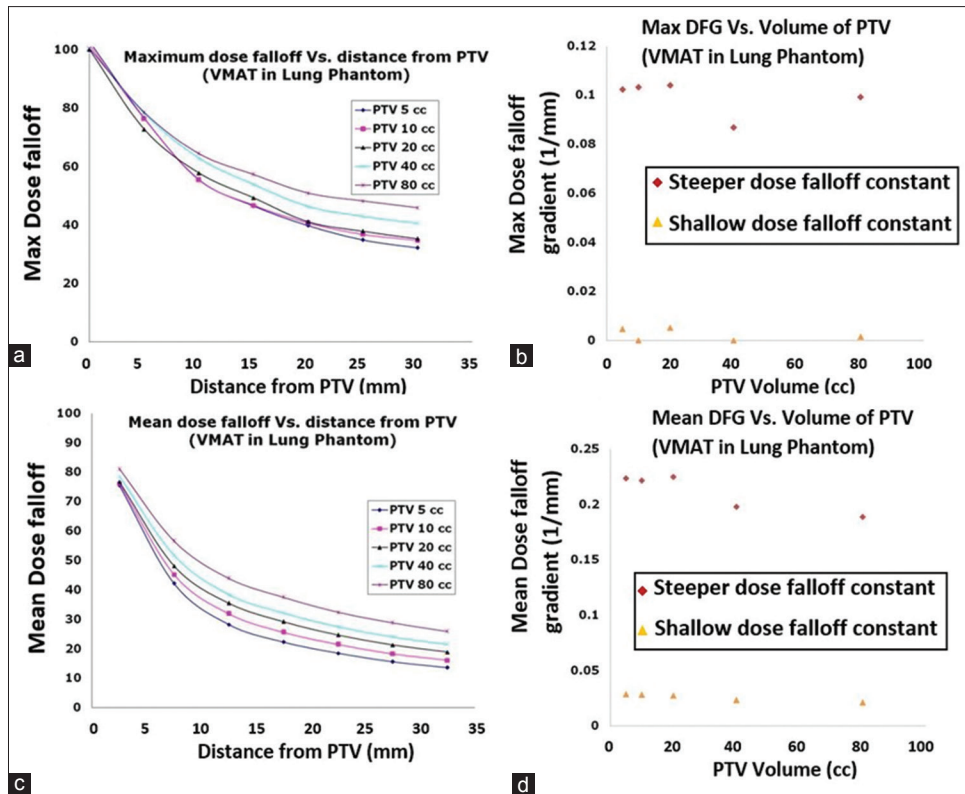 Maximum dose falloff Vs. distance from PTV
(VMAT in Lung Phantom)
Max Dose falloff
100
80
60
40
20
0
PTV 5 cc
PTV 10 cc
PTV 20 cc
PTV 40 cc
PTV 80 cc
0 5 10 15 20 25 30 35
Distance from PTV (mm)
a
Max DFG Vs. Volume of PTV
(VMAT in Lung Phantom)
Max Dose falloff
gradient (1/mm)
0.12
0.1
0.08
0.06
0.04
0.02
0
Steeper dose falloff constant
Shallow dose falloff constant
0 20 40 60 80 100
PTV Volume (cc)
b
Mean dose falloff Vs. distance from PTV
(VMAT in Lung Phantom)
Mean Dose falloff
100
90
80
70
60
50
40
30
20
10
0
PTV 5 cc
PTV 10 cc
PTV 20 cc
PTV 40 cc
PTV 80 cc
0 5 10 15 20 25 30 35
Distance from PTV (mm)
c
Mean DFG Vs. Volume of PTV
(VMAT in Lung Phantom)
Mean Dose falloff
gradient (1/mm)
0.25
0.2
0.15
0.1
0.05
0
Steeper dose falloff constant
Shallow dose falloff constant
0 20 40 60 80 100
PTV Volume (cc)
d